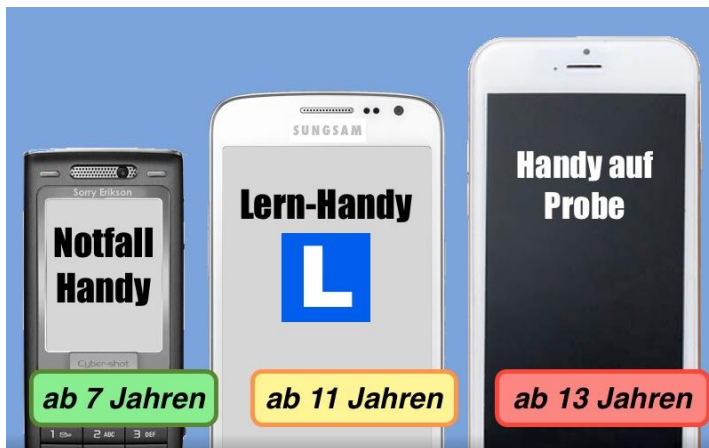 Sorry Erikson
Notfall
Handy
Cyber-shot
ab 7 Jahren
1
2 ABC
3 DEF
SUNGSAM
Lern-Handy
L
ab 11 Jahren
Handy auf
Probe
ab 13 Jahren